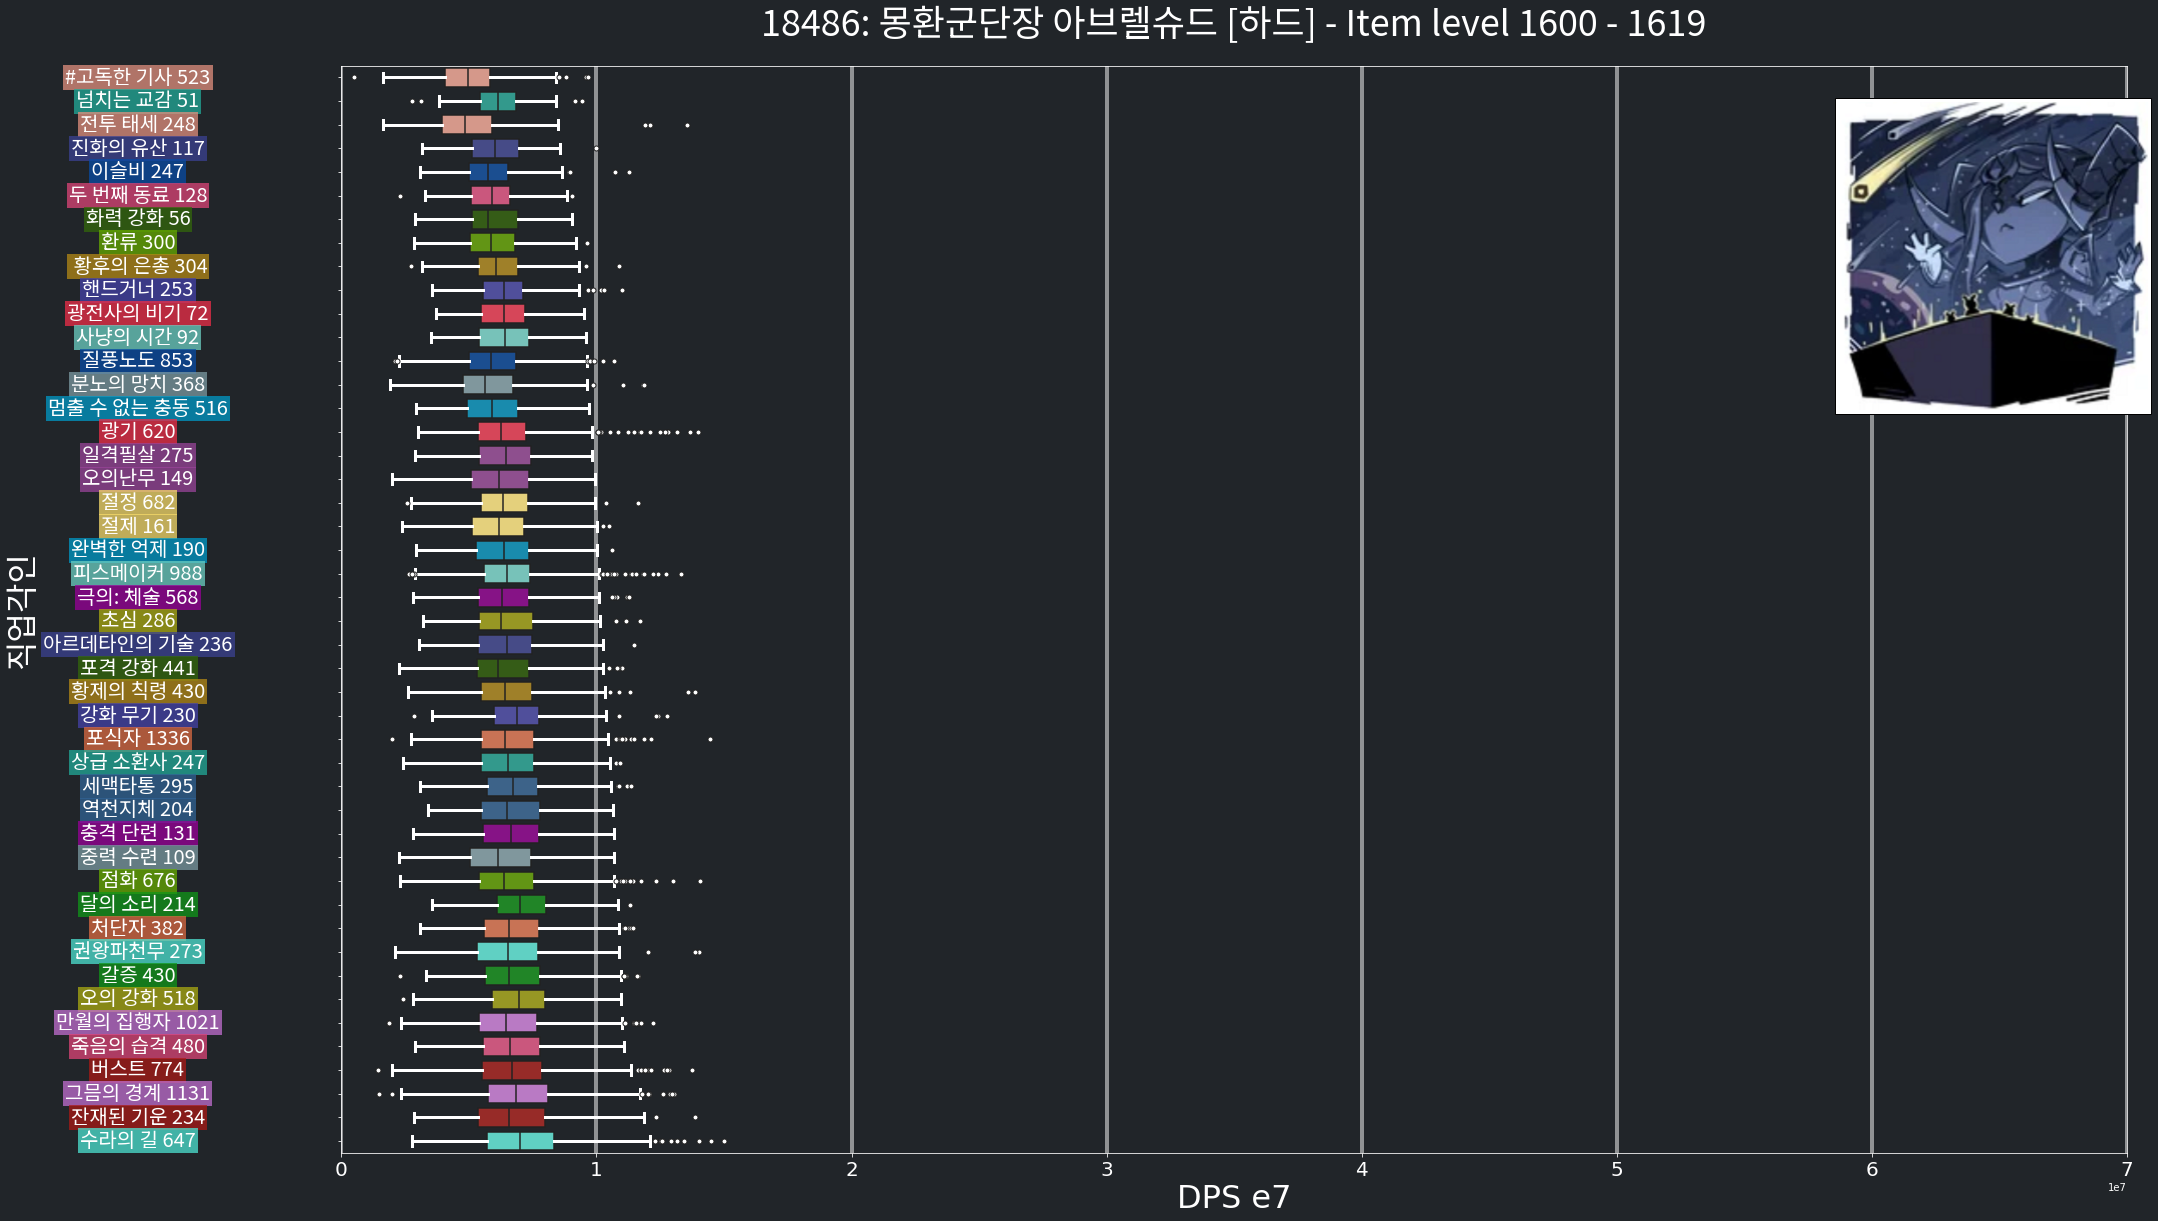 18486: 몽환군단장 아브렐슈드 [하드] - Item level 1600 - 1619
#고독한 기사 523
넘치는 교감 51
전투 태세 248
진화의 유산 117
이슬비 247
두 번째 동료 128
화력 강화 56
환류 300
황후의 은총 304
핸드거너 253
광전사의 비기 72
사냥의 시간 92
질풍노도 853
분노의 망치 368
멈출 수 없는 충동 516
광기 620
일격필살 275
오의난무 149
절정 682
절제 161
완벽한 억제 190
피스메이커 988
극의: 체술 568
초심 286
아르데타인의 기술 236
포격 강화 441
황제의 칙령 430
강화 무기 230
포식자 1336
상급 소환사 247
세맥타통 295
역천지체 204
충격 단련 131
중력 수련 109
점화 676
달의 소리 214
처단자 382
권왕파천무 273
갈증 430
오의 강화 518
만월의 집행자 1021
죽음의 습격 480
버스트 774
그믐의 경계 1131
잔재된 기운 234
수라의 길 647
직업각인
0 1 2 3 4 5 6 7
1e7
DPS e7